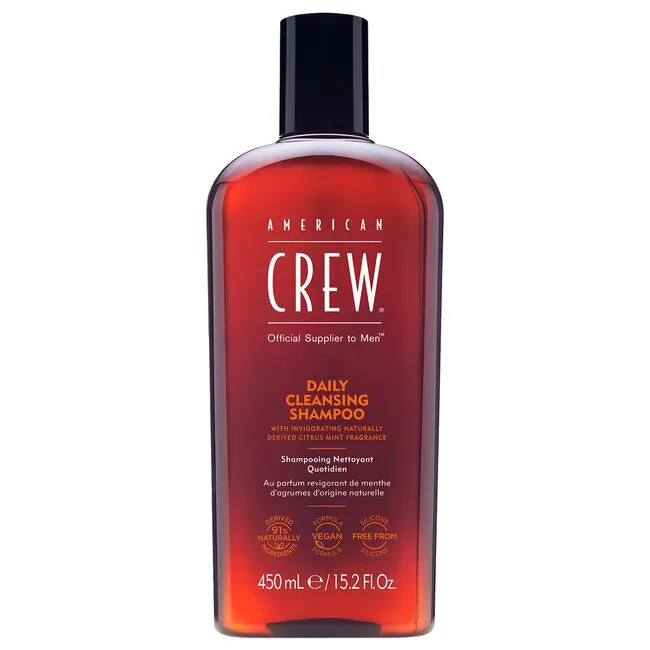 AMERICAN
CREW®
Official Supplier to Men™
DAILY
CLEANSING
SHAMPOO
WITH INVIGORATING NATURALLY
DERIVED CITRUS MINT FRAGRANCE
Shampooing Nettoyant
Quotidien
Au parfum revigorant de menthe
d'agrumes d'origine naturelle
DERIVED
91%
NATURALLY
INGREDIENTS
FORMULA
VEGAN
FORMULA
SILICONE
FREE FROM
SILICONE
450 mL ℮/15.2 Fl.Oz.